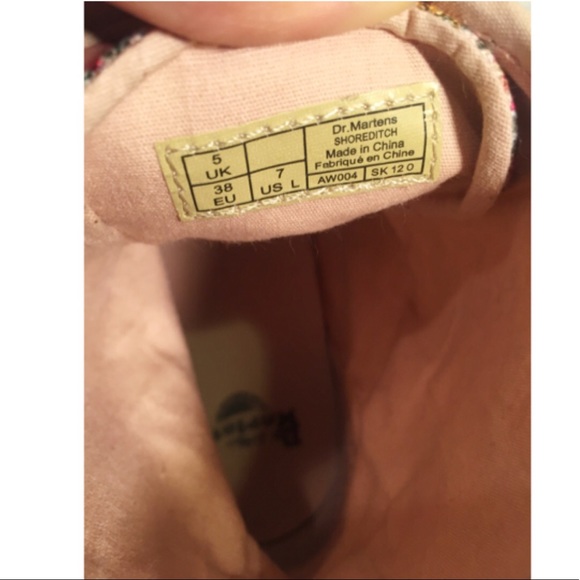 5
UK
38
EU
7
US L
Dr.Martens
SHOREDITCH
Made in China
Fabriqué en Chine
AW004
SK 12 0